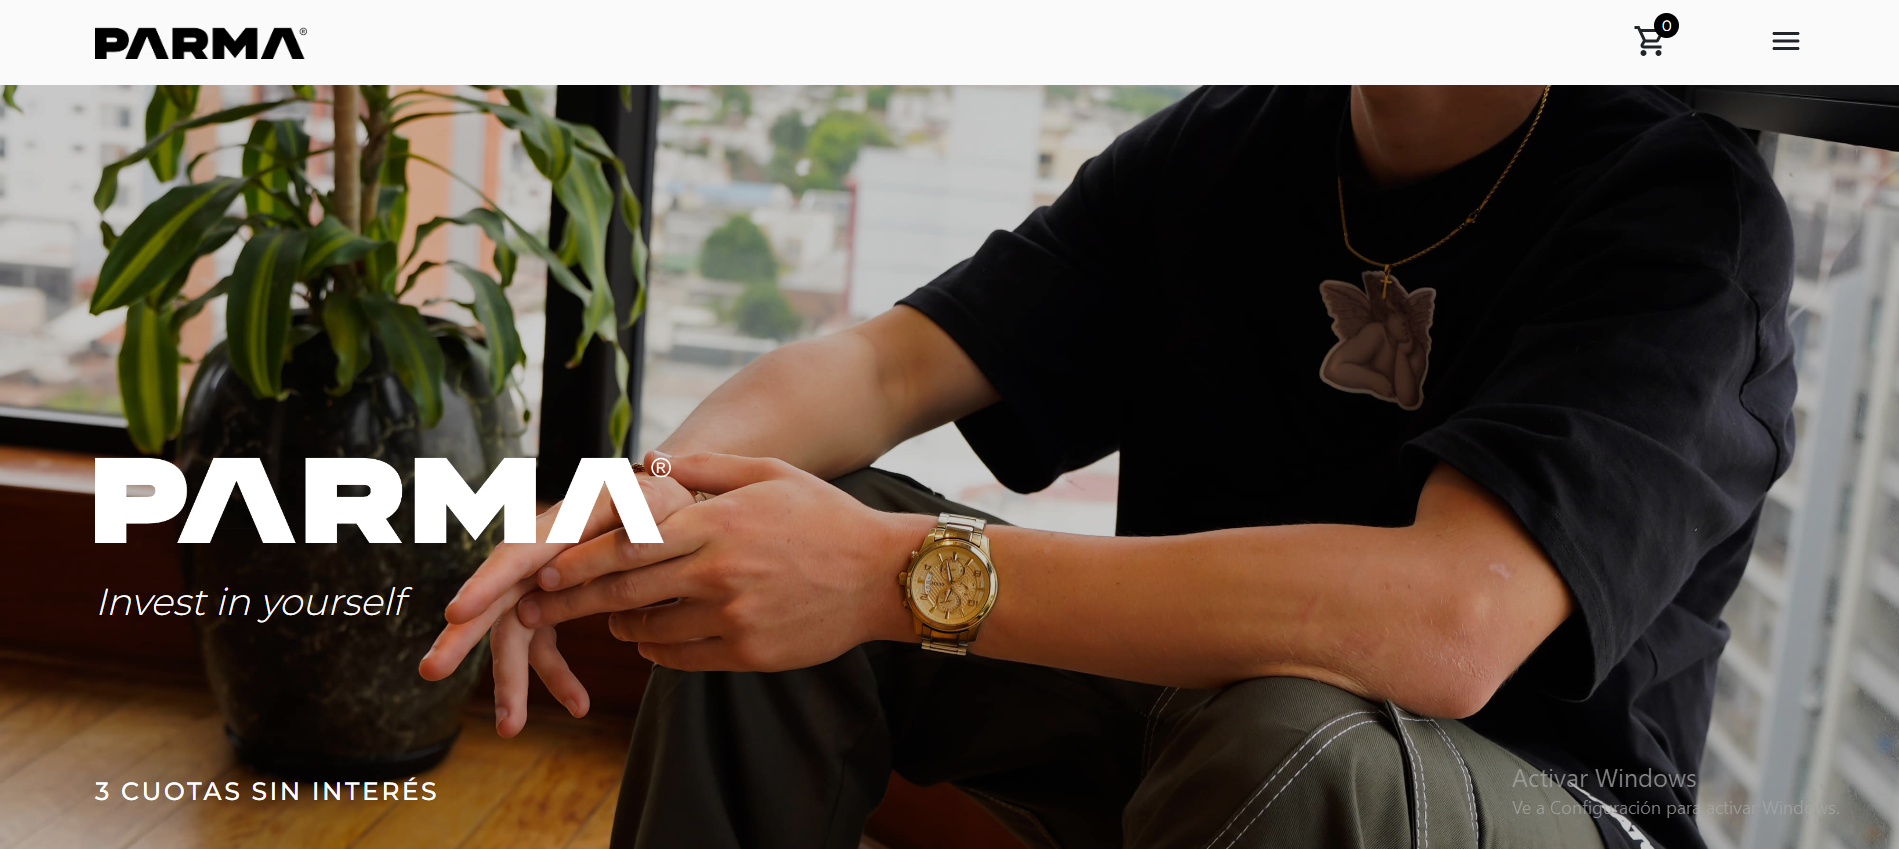 PARMA®
0
PARMA®
Invest in yourself
3 CUOTAS SIN INTERÉS
Activar Windows
Ve a Configuración para activar Windows.